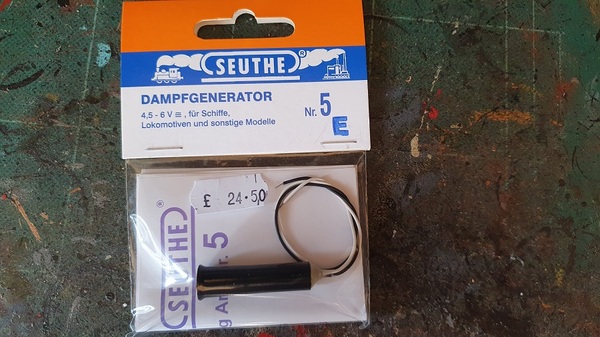 SEUTHE®
DAMPFGENERATOR
4,5 - 6 V ≅, für Schiffe,
Lokomotiven und sonstige Modelle
Nr. 5
E
£ 24.50
SEUTHE®
5